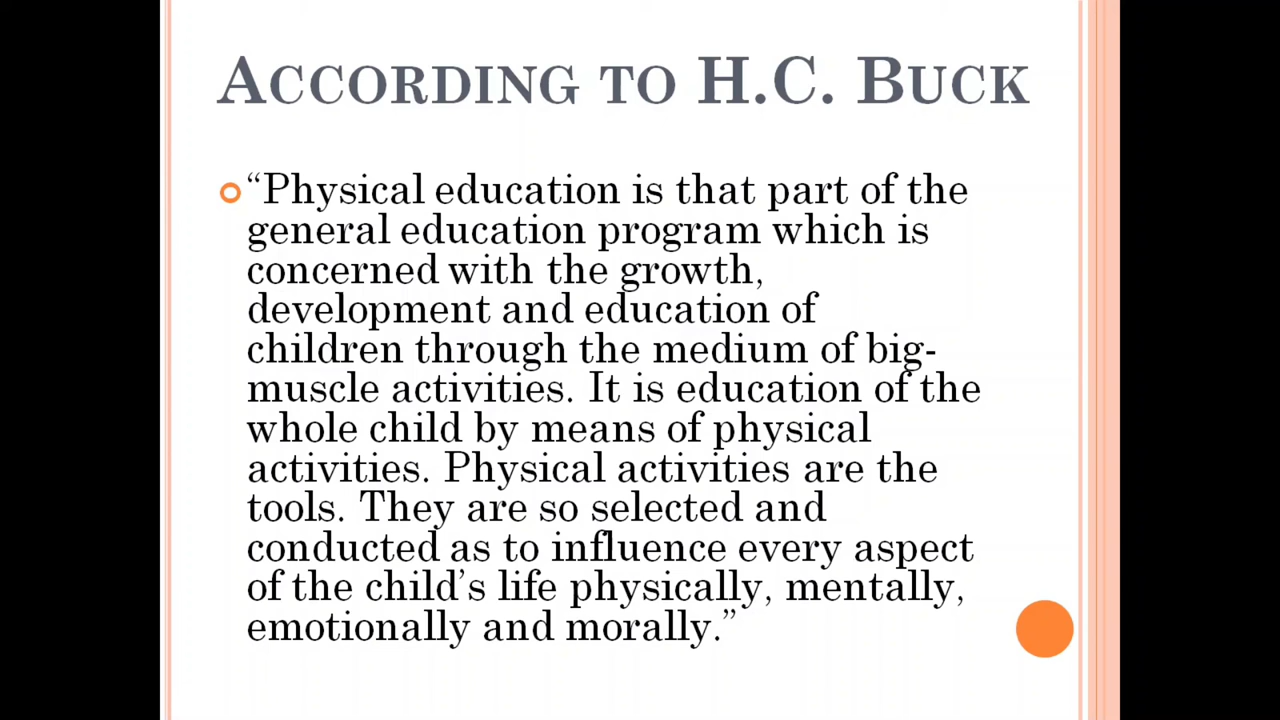 ACCORDING TO H.C. BUCK
“Physical education is that part of the
general education program which is
concerned with the growth,
development and education of
children through the medium of big-
muscle activities. It is education of the
whole child by means of physical
activities. Physical activities are the
tools. They are so selected and
conducted as to influence every aspect
of the child’s life physically, mentally,
emotionally and morally.”